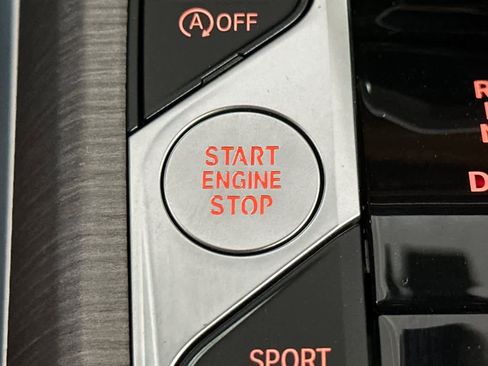 A OFF
START
ENGINE
STOP
SPORT
R
N
D